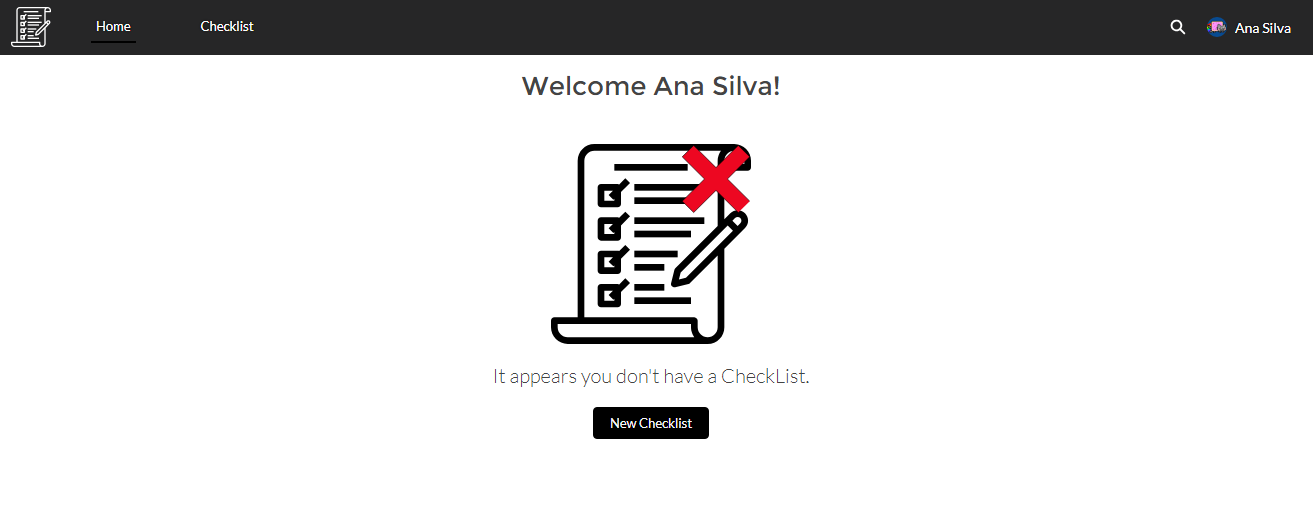 Home
Checklist
Ana Silva
Welcome Ana Silva!
It appears you don't have a CheckList.
New Checklist